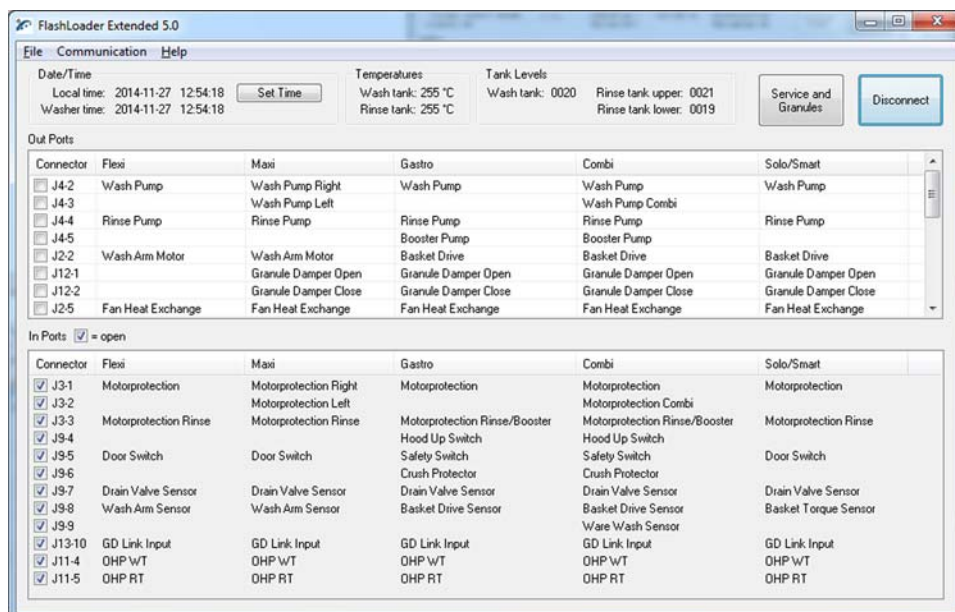 FlashLoader Extended 5.0
File Communication Help
Date/Time Temperatures Tank Levels
Local time: 2014-11-27 12:54:18 Set Time Wash tank: 255 °C Wash tank: 0020 Rinse tank upper: 0021 Service and Granules Disconnect
Washer time: 2014-11-27 12:54:18 Rinse tank: 255 °C Rinse tank lower: 0019
Out Ports
Connector Flexi Maxi Gastro Combi Solo/Smart
J4-2 Wash Pump Wash Pump Right Wash Pump Wash Pump Wash Pump
J4-3 Wash Pump Left Wash Pump Combi
J4-4 Rinse Pump Rinse Pump Rinse Pump Rinse Pump Rinse Pump
J4-5 Booster Pump Booster Pump
J2-2 Wash Arm Motor Wash Arm Motor Basket Drive Basket Drive Basket Drive
J12-1 Granule Damper Open Granule Damper Open Granule Damper Open Granule Damper Open
J12-2 Granule Damper Close Granule Damper Close Granule Damper Close Granule Damper Close
J2-5 Fan Heat Exchange Fan Heat Exchange Fan Heat Exchange Fan Heat Exchange Fan Heat Exchange
In Ports = open
Connector Flexi Maxi Gastro Combi Solo/Smart
J3-1 Motorprotection Motorprotection Right Motorprotection Motorprotection Motorprotection
J3-2 Motorprotection Left Motorprotection Combi
J3-3 Motorprotection Rinse Motorprotection Rinse Motorprotection Rinse/Booster Motorprotection Rinse/Booster Motorprotection Rinse
J9-4 Hood Up Switch Hood Up Switch
J9-5 Door Switch Door Switch Safety Switch Safety Switch Door Switch
J9-6 Crush Protector Crush Protector
J9-7 Drain Valve Sensor Drain Valve Sensor Drain Valve Sensor Drain Valve Sensor Drain Valve Sensor
J9-8 Wash Arm Sensor Wash Arm Sensor Basket Drive Sensor Basket Drive Sensor Basket Torque Sensor
J9-9 Ware Wash Sensor
J13-10 GD Link Input GD Link Input GD Link Input GD Link Input GD Link Input
J11-4 OHP WT OHP WT OHP WT OHP WT OHP WT
J11-5 OHP RT OHP RT OHP RT OHP RT OHP RT